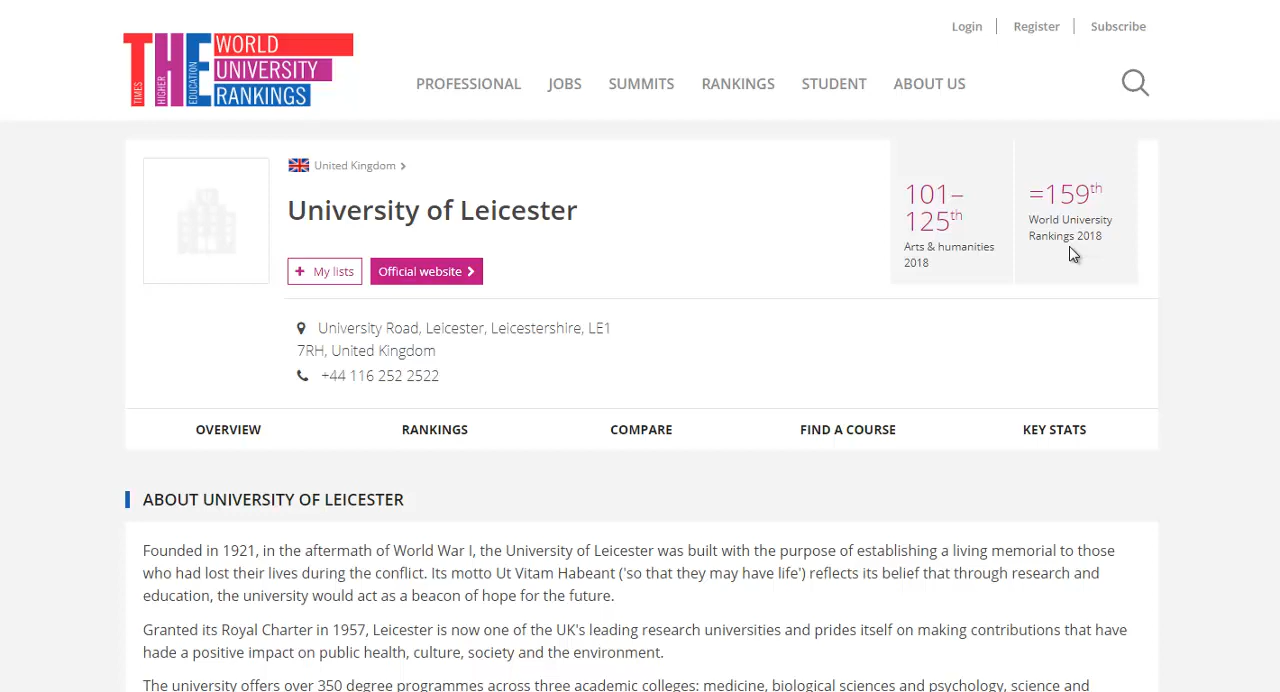 Login
Register
Subscribe
TIMES
HIGHER
EDUCATION
THE
WORLD
UNIVERSITY
RANKINGS
PROFESSIONAL
JOBS
SUMMITS
RANKINGS
STUDENT
ABOUT US
United Kingdom
University of Leicester
+ My lists
Official website
101–
125th
Arts & humanities
2018
=159th
World University
Rankings 2018
University Road, Leicester, Leicestershire, LE1
7RH, United Kingdom
+44 116 252 2522
OVERVIEW
RANKINGS
COMPARE
FIND A COURSE
KEY STATS
ABOUT UNIVERSITY OF LEICESTER
Founded in 1921, in the aftermath of World War I, the University of Leicester was built with the purpose of establishing a living memorial to those
who had lost their lives during the conflict. Its motto Ut Vitam Habeant ('so that they may have life') reflects its belief that through research and
education, the university would act as a beacon of hope for the future.
Granted its Royal Charter in 1957, Leicester is now one of the UK's leading research universities and prides itself on making contributions that have
hade a positive impact on public health, culture, society and the environment.
The university offers over 350 degree programmes across three academic colleges: medicine, biological sciences and psychology, science and